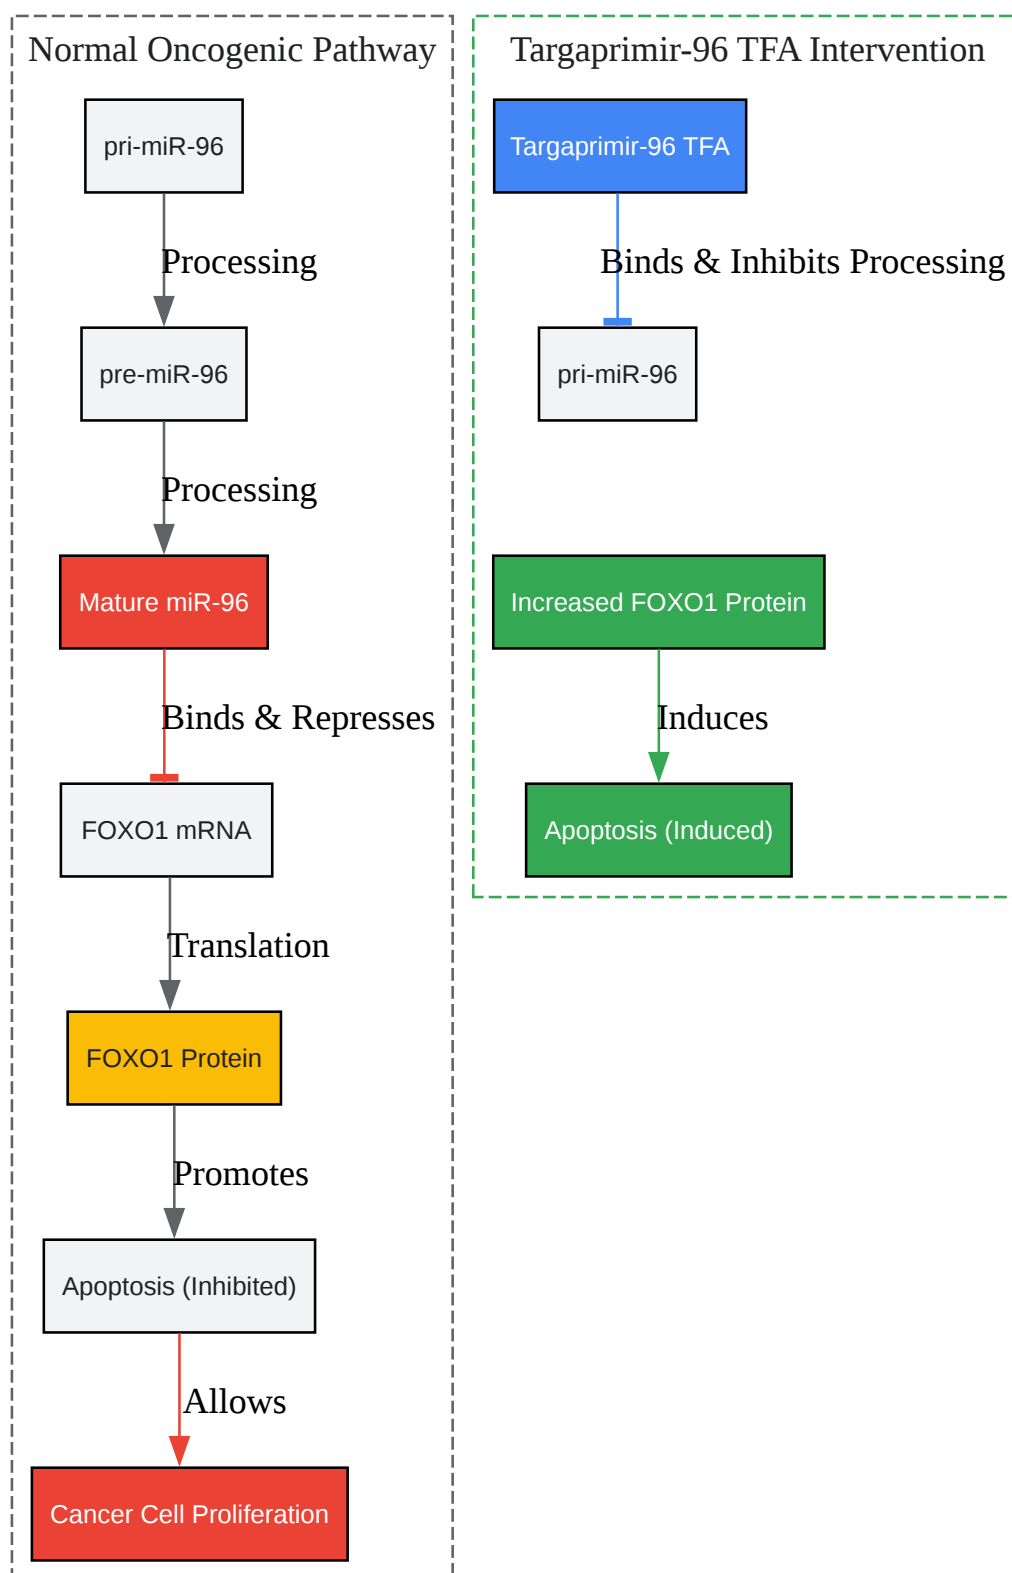 Normal Oncogenic Pathway
pri-miR-96
Processing
pre-miR-96
Processing
Mature miR-96
Binds & Represses
FOXO1 mRNA
Translation
FOXO1 Protein
Promotes
Apoptosis (Inhibited)
Allows
Cancer Cell Proliferation
Targaprimir-96 TFA Intervention
Targaprimir-96 TFA
Binds & Inhibits Processing
pri-miR-96
Increased FOXO1 Protein
Induces
Apoptosis (Induced)